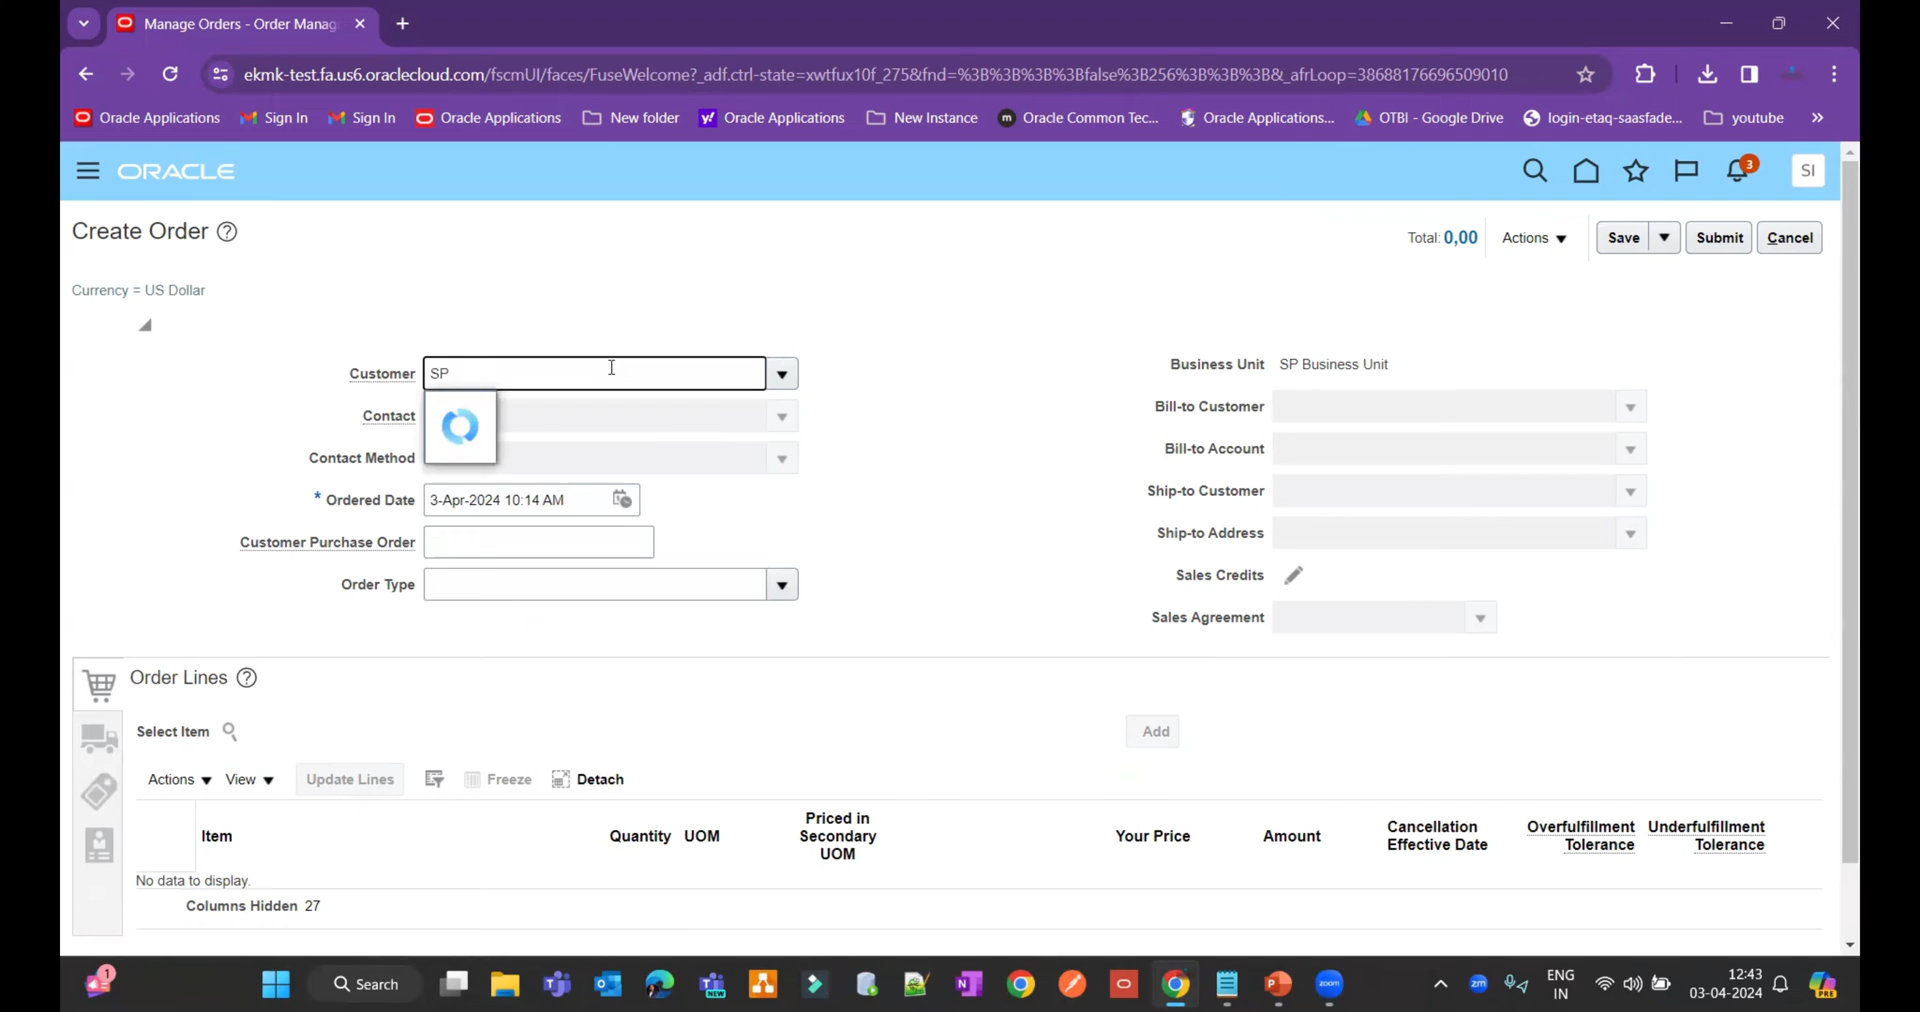 Manage Orders - Order Manag
ekmk-test.fa.us6.oraclecloud.com/fscmUI/faces/FuseWelcome?_adf.ctrl-state=xwtfux10f_275&fnd=%3B%3B%3B%3Bfalse%3B256%3B%3B%3B&_afrLoop=38688176696509010
Oracle Applications Sign In Sign In Oracle Applications New folder Oracle Applications New Instance Oracle Common Tec... Oracle Applications... OTBI - Google Drive login-etaq-saasfade... youtube »
ORACLE 3 SI
Create Order ? Total: 0,00 Actions Save Submit Cancel
Currency = US Dollar
Customer SP
Contact
Contact Method
* Ordered Date 3-Apr-2024 10:14 AM
Customer Purchase Order
Order Type
Business Unit SP Business Unit
Bill-to Customer
Bill-to Account
Ship-to Customer
Ship-to Address
Sales Credits
Sales Agreement
Order Lines ?
Select Item Add
Actions View Update Lines Freeze Detach
Item Quantity UOM Priced in Secondary UOM Your Price Amount Cancellation Effective Date Overfulfillment Tolerance Underfulfillment Tolerance
No data to display.
Columns Hidden 27
1 Search NEW zoom zm ENG IN 12:43 03-04-2024 PRE